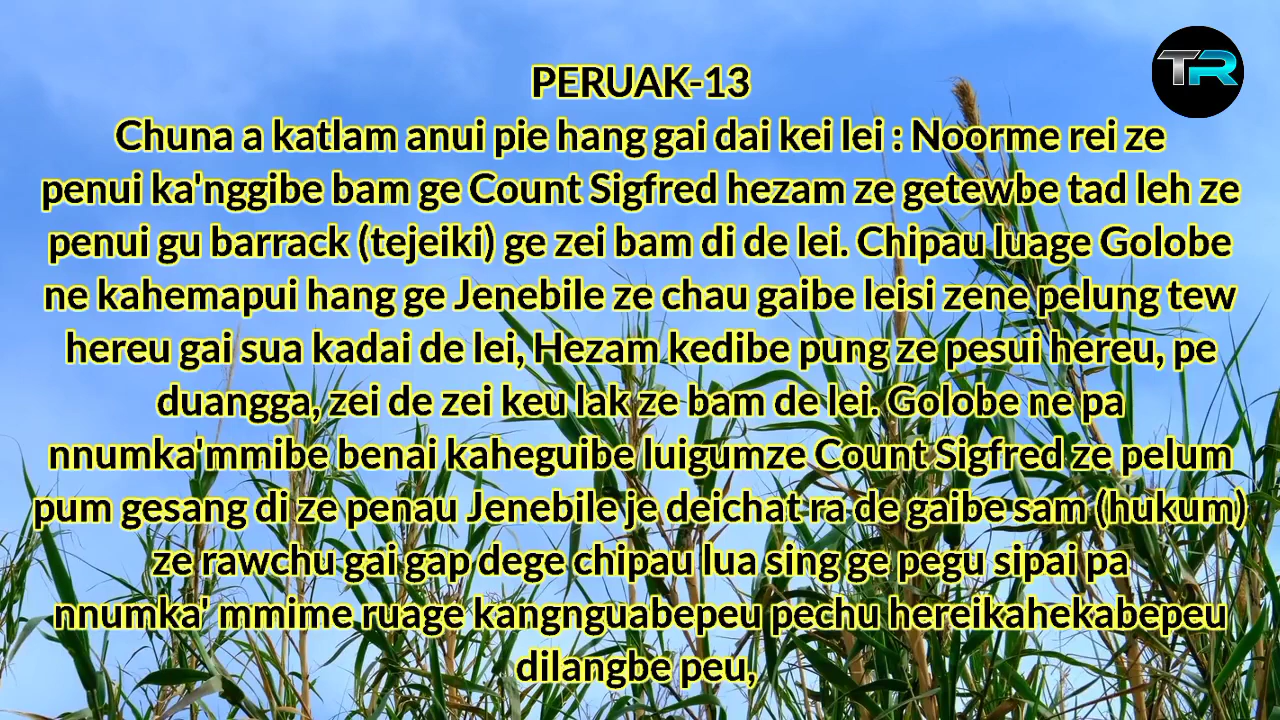 TR
PERUAK-13
Chuna a katlam anui pie hang gai dai kei lei : Noorme rei ze
penui ka'nggibe bam ge Count Sigfred hezam ze getewbe tad leh ze
penui gu barrack (tejeiki) ge zei bam di de lei. Chipau luage Golobe
ne kahemapui hang ge Jenebile ze chau gaibe leisi zene pelung tew
hereu gai sua kadai de lei, Hezam kedibe pung ze pesui hereu, pe
duangga, zei de zei keu lak ze bam de lei. Golobe ne pa
nnumka'mmibe benai kaheguibe luigumze Count Sigfred ze pelum
pum gesang di ze penau Jenebile je deichat ra de gaibe sam (hukum)
ze rawchu gai gap dege chipau lua sing ge pegu sipai pa
nnumka' mmime ruage kangnguabepeu pechu hereikahekabepeu
dilangbe peu,